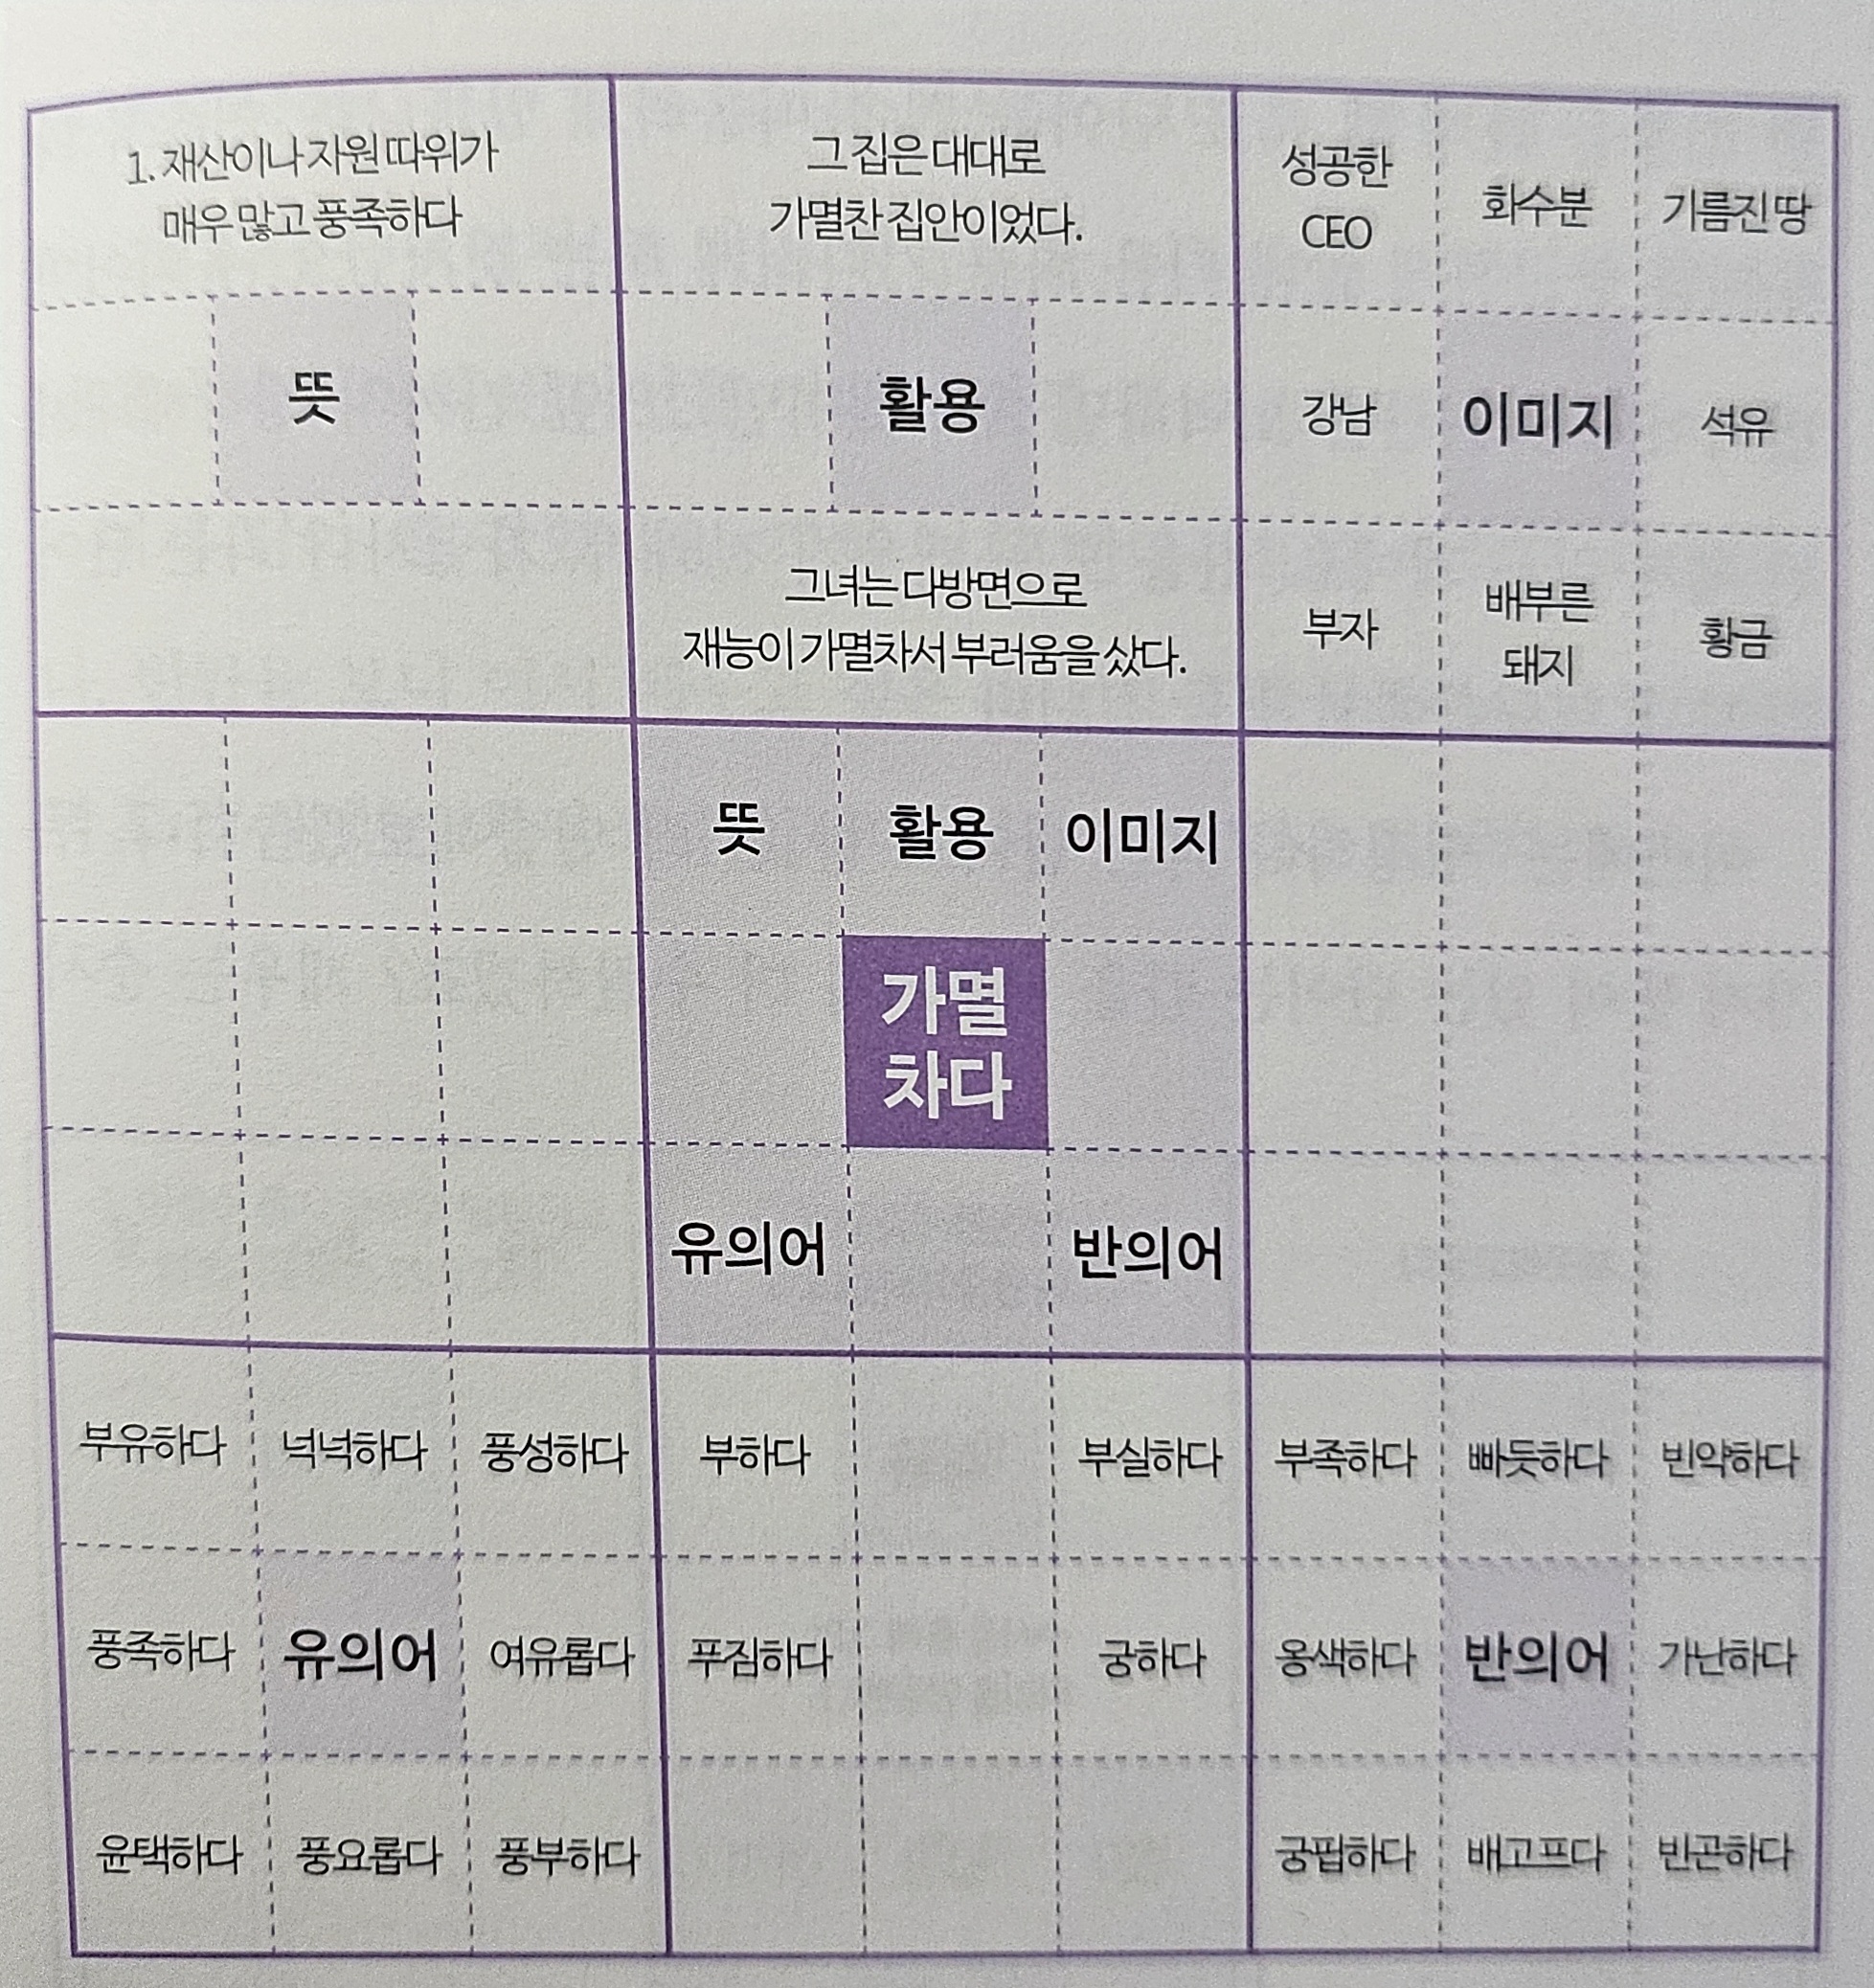 1. 재산이나 자원 따위가
매우 많고 풍족하다
뜻
그 집은 대대로
가멸찬 집안이었다.
활용
그녀는 다방면으로
재능이 가멸차서 부러움을 샀다.
성공한
CEO
화수분
기름진 땅
강남
이미지
석유
부자
배부른
돼지
황금
뜻
활용
이미지
가멸
차다
유의어
반의어
부유하다
넉넉하다
풍성하다
풍족하다
유의어
여유롭다
윤택하다
풍요롭다
풍부하다
부하다
부실하다
푸짐하다
궁하다
부족하다
빠듯하다
빈약하다
옹색하다
반의어
가난하다
궁핍하다
배고프다
빈곤하다